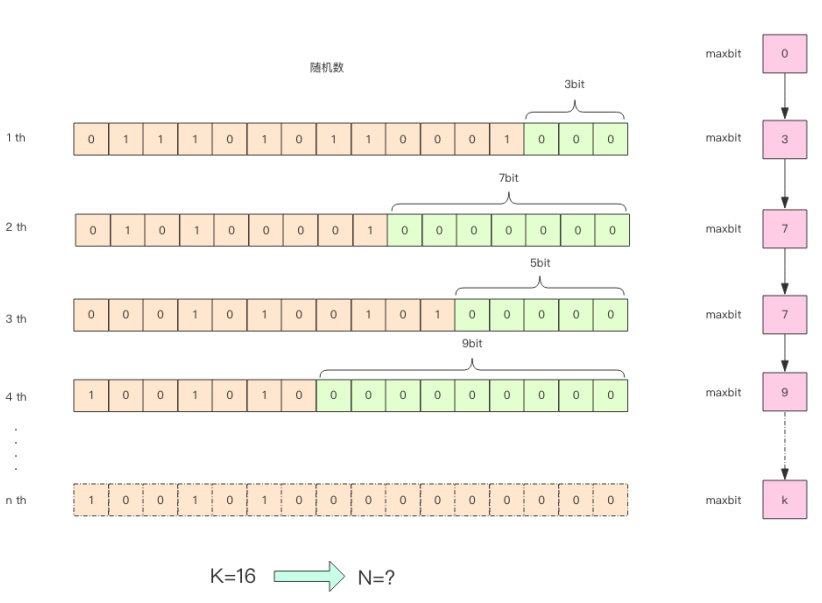 maxbit 0
随机数
3bit
1 th 0 1 1 1 0 1 0 1 1 0 0 0 1 0 0 0 maxbit 3
7bit
2 th 0 1 0 1 0 0 0 0 1 0 0 0 0 0 0 0 maxbit 7
5bit
3 th 0 0 0 1 0 1 0 0 1 0 1 0 0 0 0 0 maxbit 7
9bit
4 th 1 0 0 1 0 1 0 0 0 0 0 0 0 0 0 0 maxbit 9
n th 1 0 0 1 0 1 0 0 0 0 0 0 0 0 0 0 maxbit k
K=16 N=?